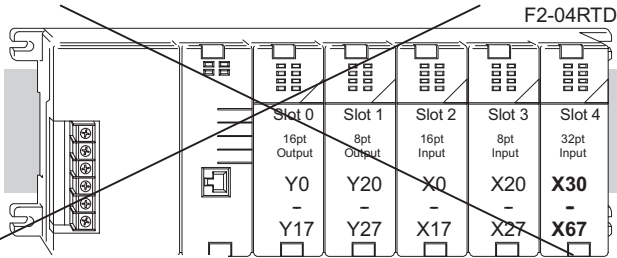 F2-04RTD
Slot 0 Slot 1 Slot 2 Slot 3 Slot 4
16pt 8pt 16pt 8pt 32pt
Output Output Input Input Input
Y0 Y20 X0 X20 X30
- - - - -
Y17 Y27 X17 X27 X67